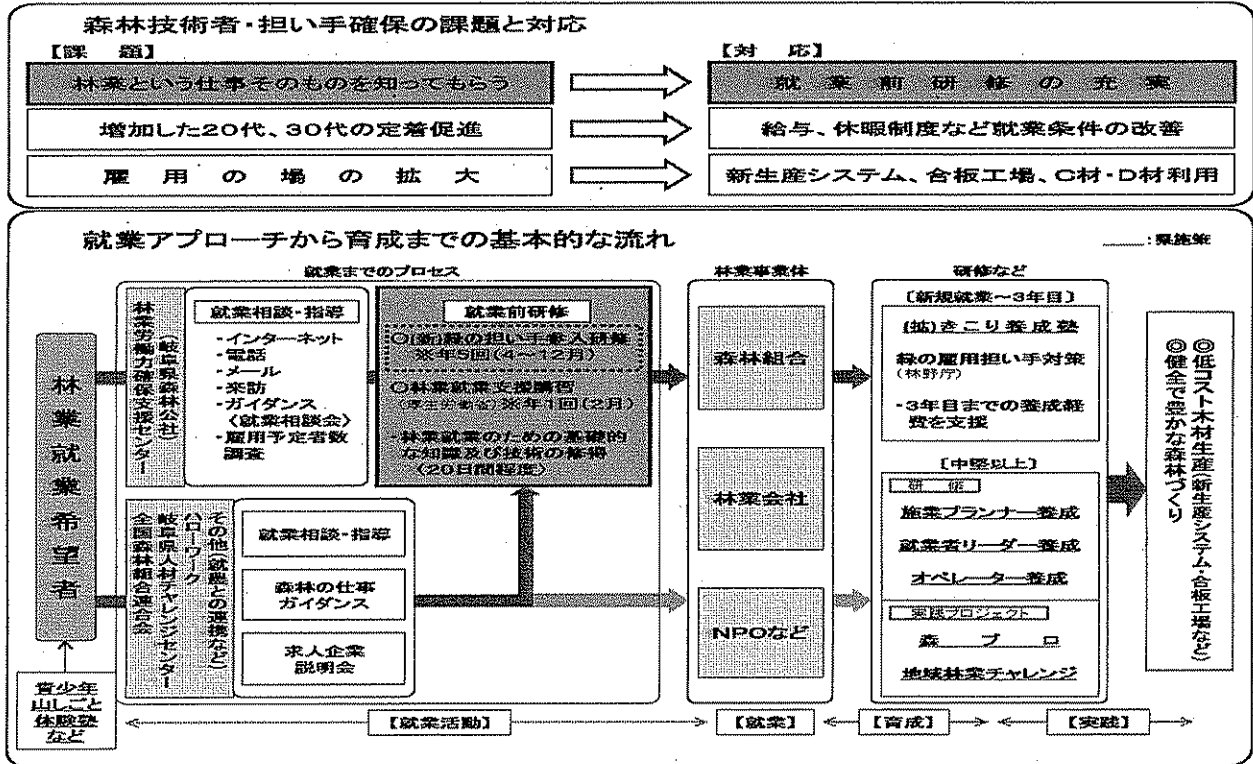 森林技術者・担い手確保の課題と対応
【課　題】
【対　応】
林業という仕事そのものを知ってもらう
就業前研修の充実
増加した20代、30代の定着促進
給与、休暇制度など就業条件の改善
雇用の場の拡大
新生産システム、合板工場、C材・D材利用
就業アプローチから育成までの基本的な流れ
＿＿＿：県施策
就業までのプロセス
林業事業体
研修など
林業就業希望者
青少年
山しごと
体験塾
など
林業労働力確保支援センター
（岐阜県森林公社）
就業相談・指導
・インターネット
・電話
・メール
・来訪
・ガイダンス
〈就業相談会〉
・雇用予定者数
調査
就業前研修
年5回(4～12月)
〇林業就業支援講習
(厚生労働省)※年1回(2月)
・林業就業のための基礎的
な知識及び技術の修得
(20日間程度)
その他(就農との連携など)
ハローワーク
岐阜県人材チャレンジセンター
全国森林組合連合会
就業相談・指導
森林の仕事
ガイダンス
求人企業
説明会
森林組合
林業会社
NPOなど
［新規就業～3年目］
(拡)きこり養成塾
緑の雇用担い手対策
(林野庁)
・3年目までの養成経
費を支援
［中堅以上］
研　修
施業プランナー養成
就業者リーダー養成
オペレーター養成
実践プロジェクト
森　プ　ロ
地域林業チャレンジ
◎低コスト木材生産(新生産システム・合板工場など)
◎健全で豊かな森林づくり
【就業活動】
【就業】
【育成】
【実践】